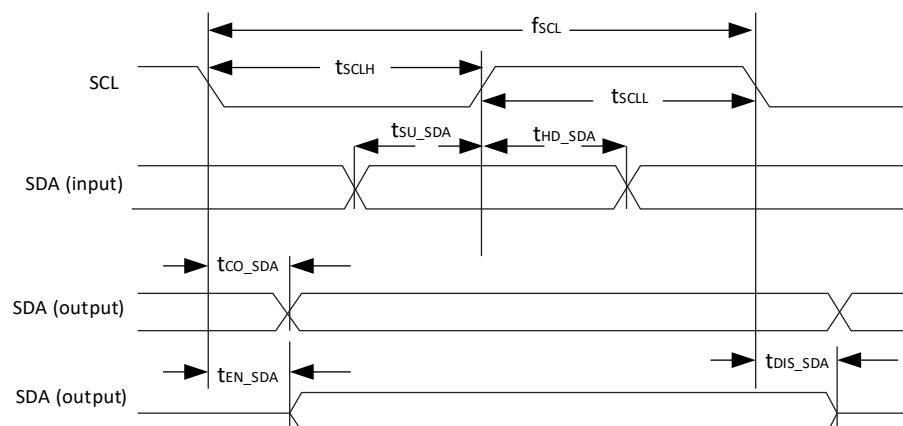 fSCL
tSCLH
SCL
tSCLL
tSU_SDA
tHD_SDA
SDA (input)
tCO_SDA
SDA (output)
tEN_SDA
tDIS_SDA
SDA (output)